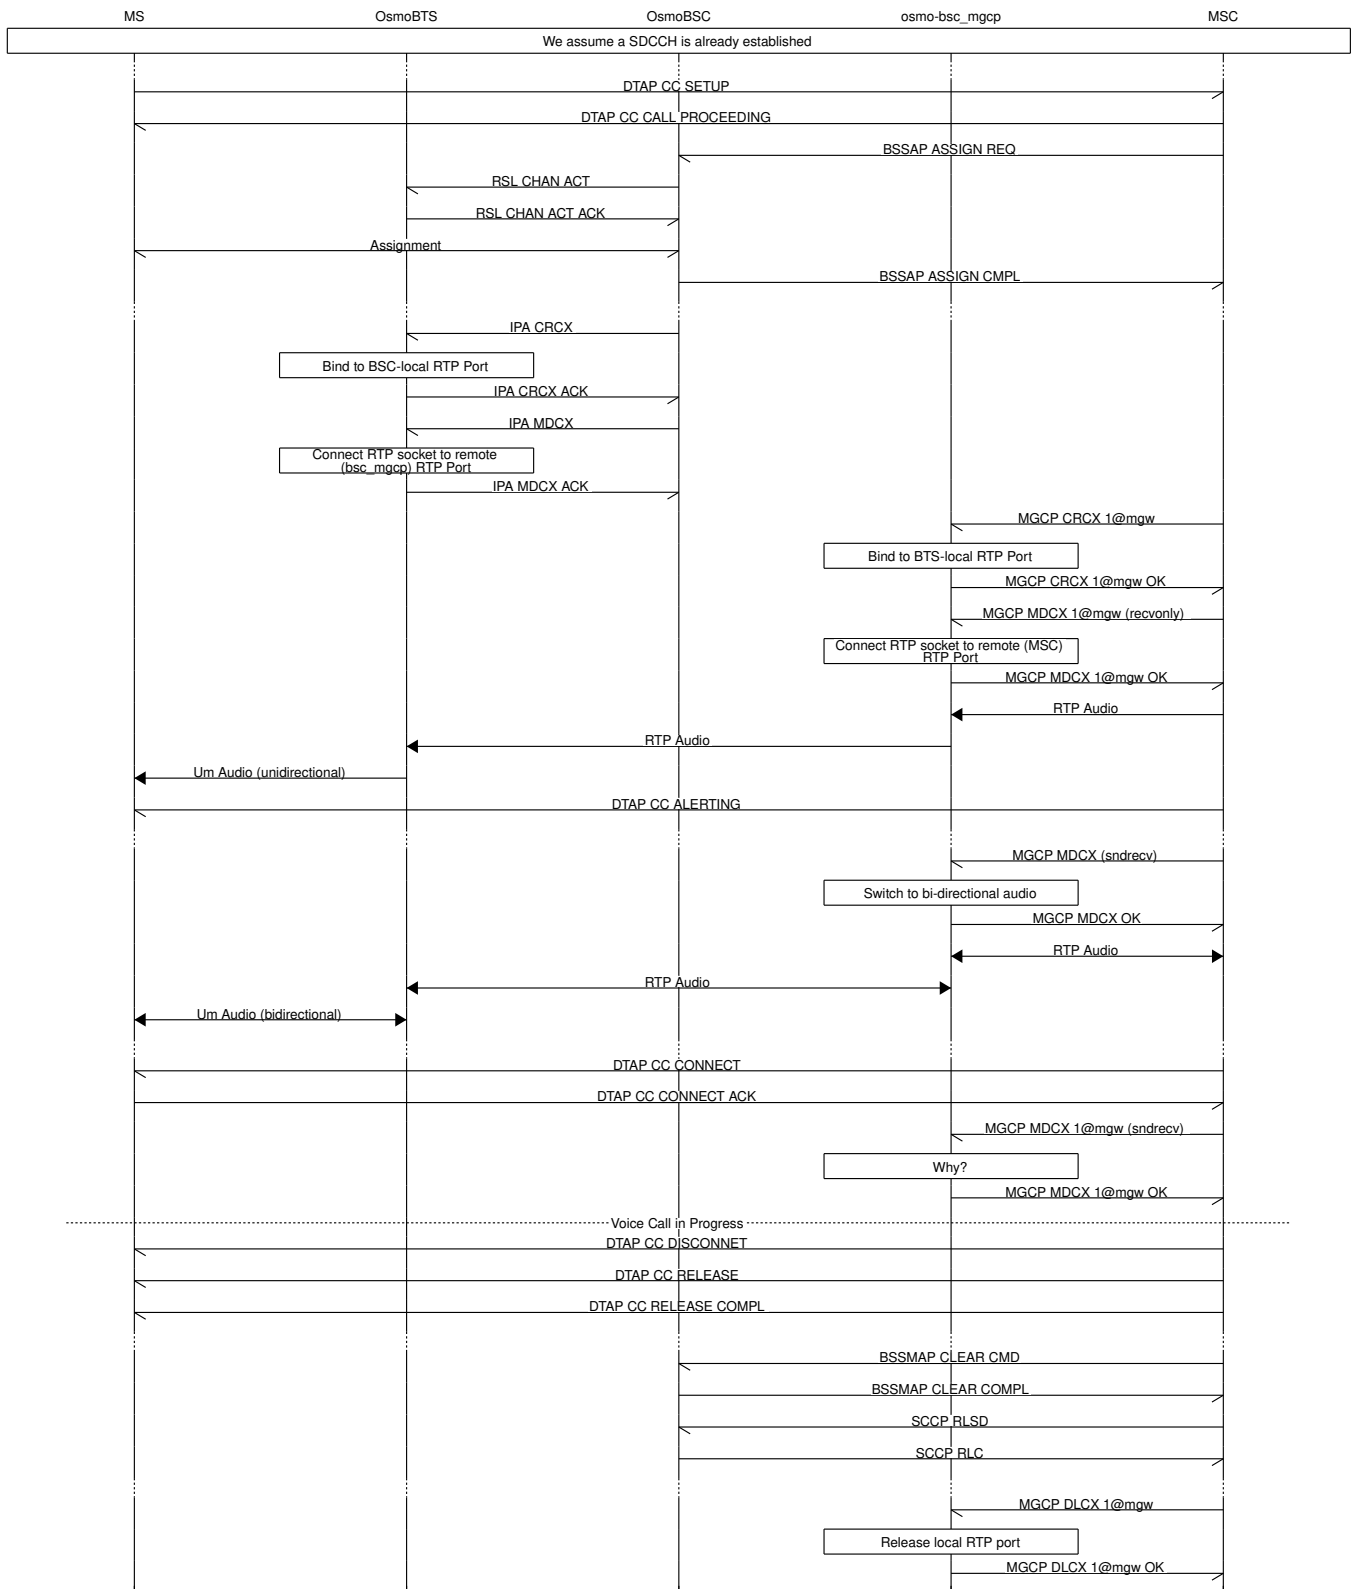 MS OsmoBTS OsmoBSC osmo-bsc_mgcp MSC
We assume a SDCCH is already established
DTAP CC SETUP
DTAP CC CALL PROCEEDING
BSSAP ASSIGN REQ
RSL CHAN ACT
RSL CHAN ACT ACK
Assignment
BSSAP ASSIGN CMPL
IPA CRCX
Bind to BSC-local RTP Port
IPA CRCX ACK
IPA MDCX
Connect RTP socket to remote
(bsc_mgcp) RTP Port
IPA MDCX ACK
MGCP CRCX 1@mgw
Bind to BTS-local RTP Port
MGCP CRCX 1@mgw OK
MGCP MDCX 1@mgw (recvonly)
Connect RTP socket to remote (MSC)
RTP Port
MGCP MDCX 1@mgw OK
RTP Audio
RTP Audio
Um Audio (unidirectional)
DTAP CC ALERTING
MGCP MDCX (sndrecv)
Switch to bi-directional audio
MGCP MDCX OK
RTP Audio
RTP Audio
Um Audio (bidirectional)
DTAP CC CONNECT
DTAP CC CONNECT ACK
MGCP MDCX 1@mgw (sndrecv)
Why?
MGCP MDCX 1@mgw OK
Voice Call in Progress
DTAP CC DISCONNET
DTAP CC RELEASE
DTAP CC RELEASE COMPL
BSSMAP CLEAR CMD
BSSMAP CLEAR COMPL
SCCP RLSD
SCCP RLC
MGCP DLCX 1@mgw
Release local RTP port
MGCP DLCX 1@mgw OK